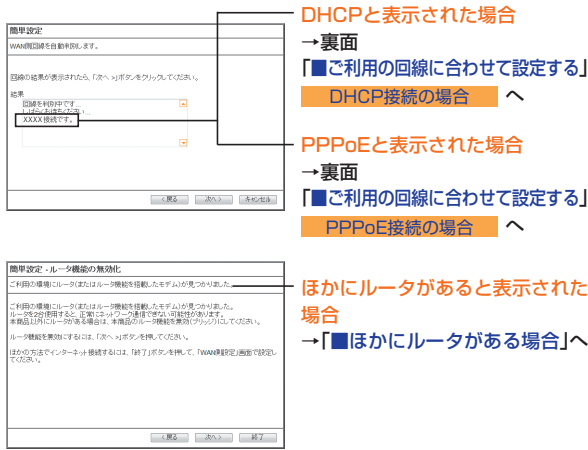 簡単設定
WAN側回線を自動判別します。
回線の結果が表示されたら、「次へ >」ボタンをクリックしてください。
結果
回線を判別中です...
しばらくお待ちください...
XXXX 接続です。
< 戻る
次へ >
キャンセル
DHCPと表示された場合
→裏面
「■ご利用の回線に合わせて設定する」
DHCP接続の場合 へ
PPPoEと表示された場合
→裏面
「■ご利用の回線に合わせて設定する」
PPPoE接続の場合 へ
簡単設定 - ルータ機能の無効化
ご利用の環境にルータ(またはルータ機能を搭載したモデム)が見つかりました。
ご利用の環境にルータ(またはルータ機能を搭載したモデム)が見つかりました。
ルータを2台使用すると、正常にネットワーク通信できない可能性があります。
本商品以外にルータがある場合は、本商品のルータ機能を無効(ブリッジ)にしてください。
ルータ機能を無効にするには、「次へ >」ボタンを押してください。
ほかの方法でインターネット接続するには、「終了」ボタンを押して、「WAN側設定」画面で設定し
てください。
< 戻る
次へ >
終了
ほかにルータがあると表示された
場合
→「■ほかにルータがある場合」へ